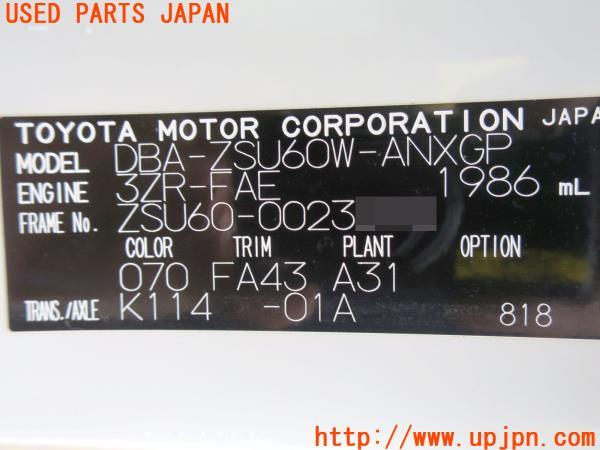 USED PARTS JAPAN
TOYOTA MOTOR CORPORATION JAPA
MODEL DBA-ZSU60W-ANXGP
ENGINE 3ZR-FAE 1986 mL
FRAME No. ZSU60-0023
COLOR TRIM PLANT OPTION
070 FA43 A31
TRANS./AXLE K114 -01A 818
http://www.upjpn.com/